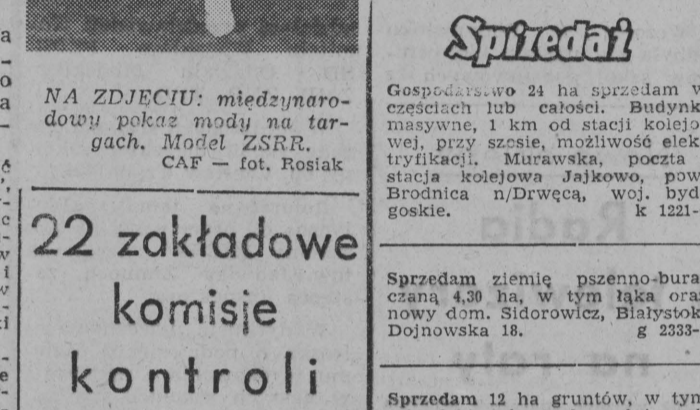 NA ZDJĘCIU: międzynaro-
dowy pokaz mody na tar-
gach. Model ZSRR.
CAF — fot. Rosiak
22 zakładowe
komisje
kontroli
Sprzedaż
Gospodarstwo 24 ha sprzedam w
częściach lub całości. Budynk
masywne, 1 km od stacji kolejo
wej, przy szosie, możliwość elek
tryfikacji. Murawska, poczta
stacja kolejowa Jajkowo, pow
Brodnica n/Drwęcą, woj. byd
goskie. k 1221-
Sprzedam ziemię pszenno-bura
czaną 4,30 ha, w tym łąka ora
nowy dom. Sidorowicz, Białystok
Dojnowska 18. g 2333-
Sprzedam 12 ha gruntów, w tym